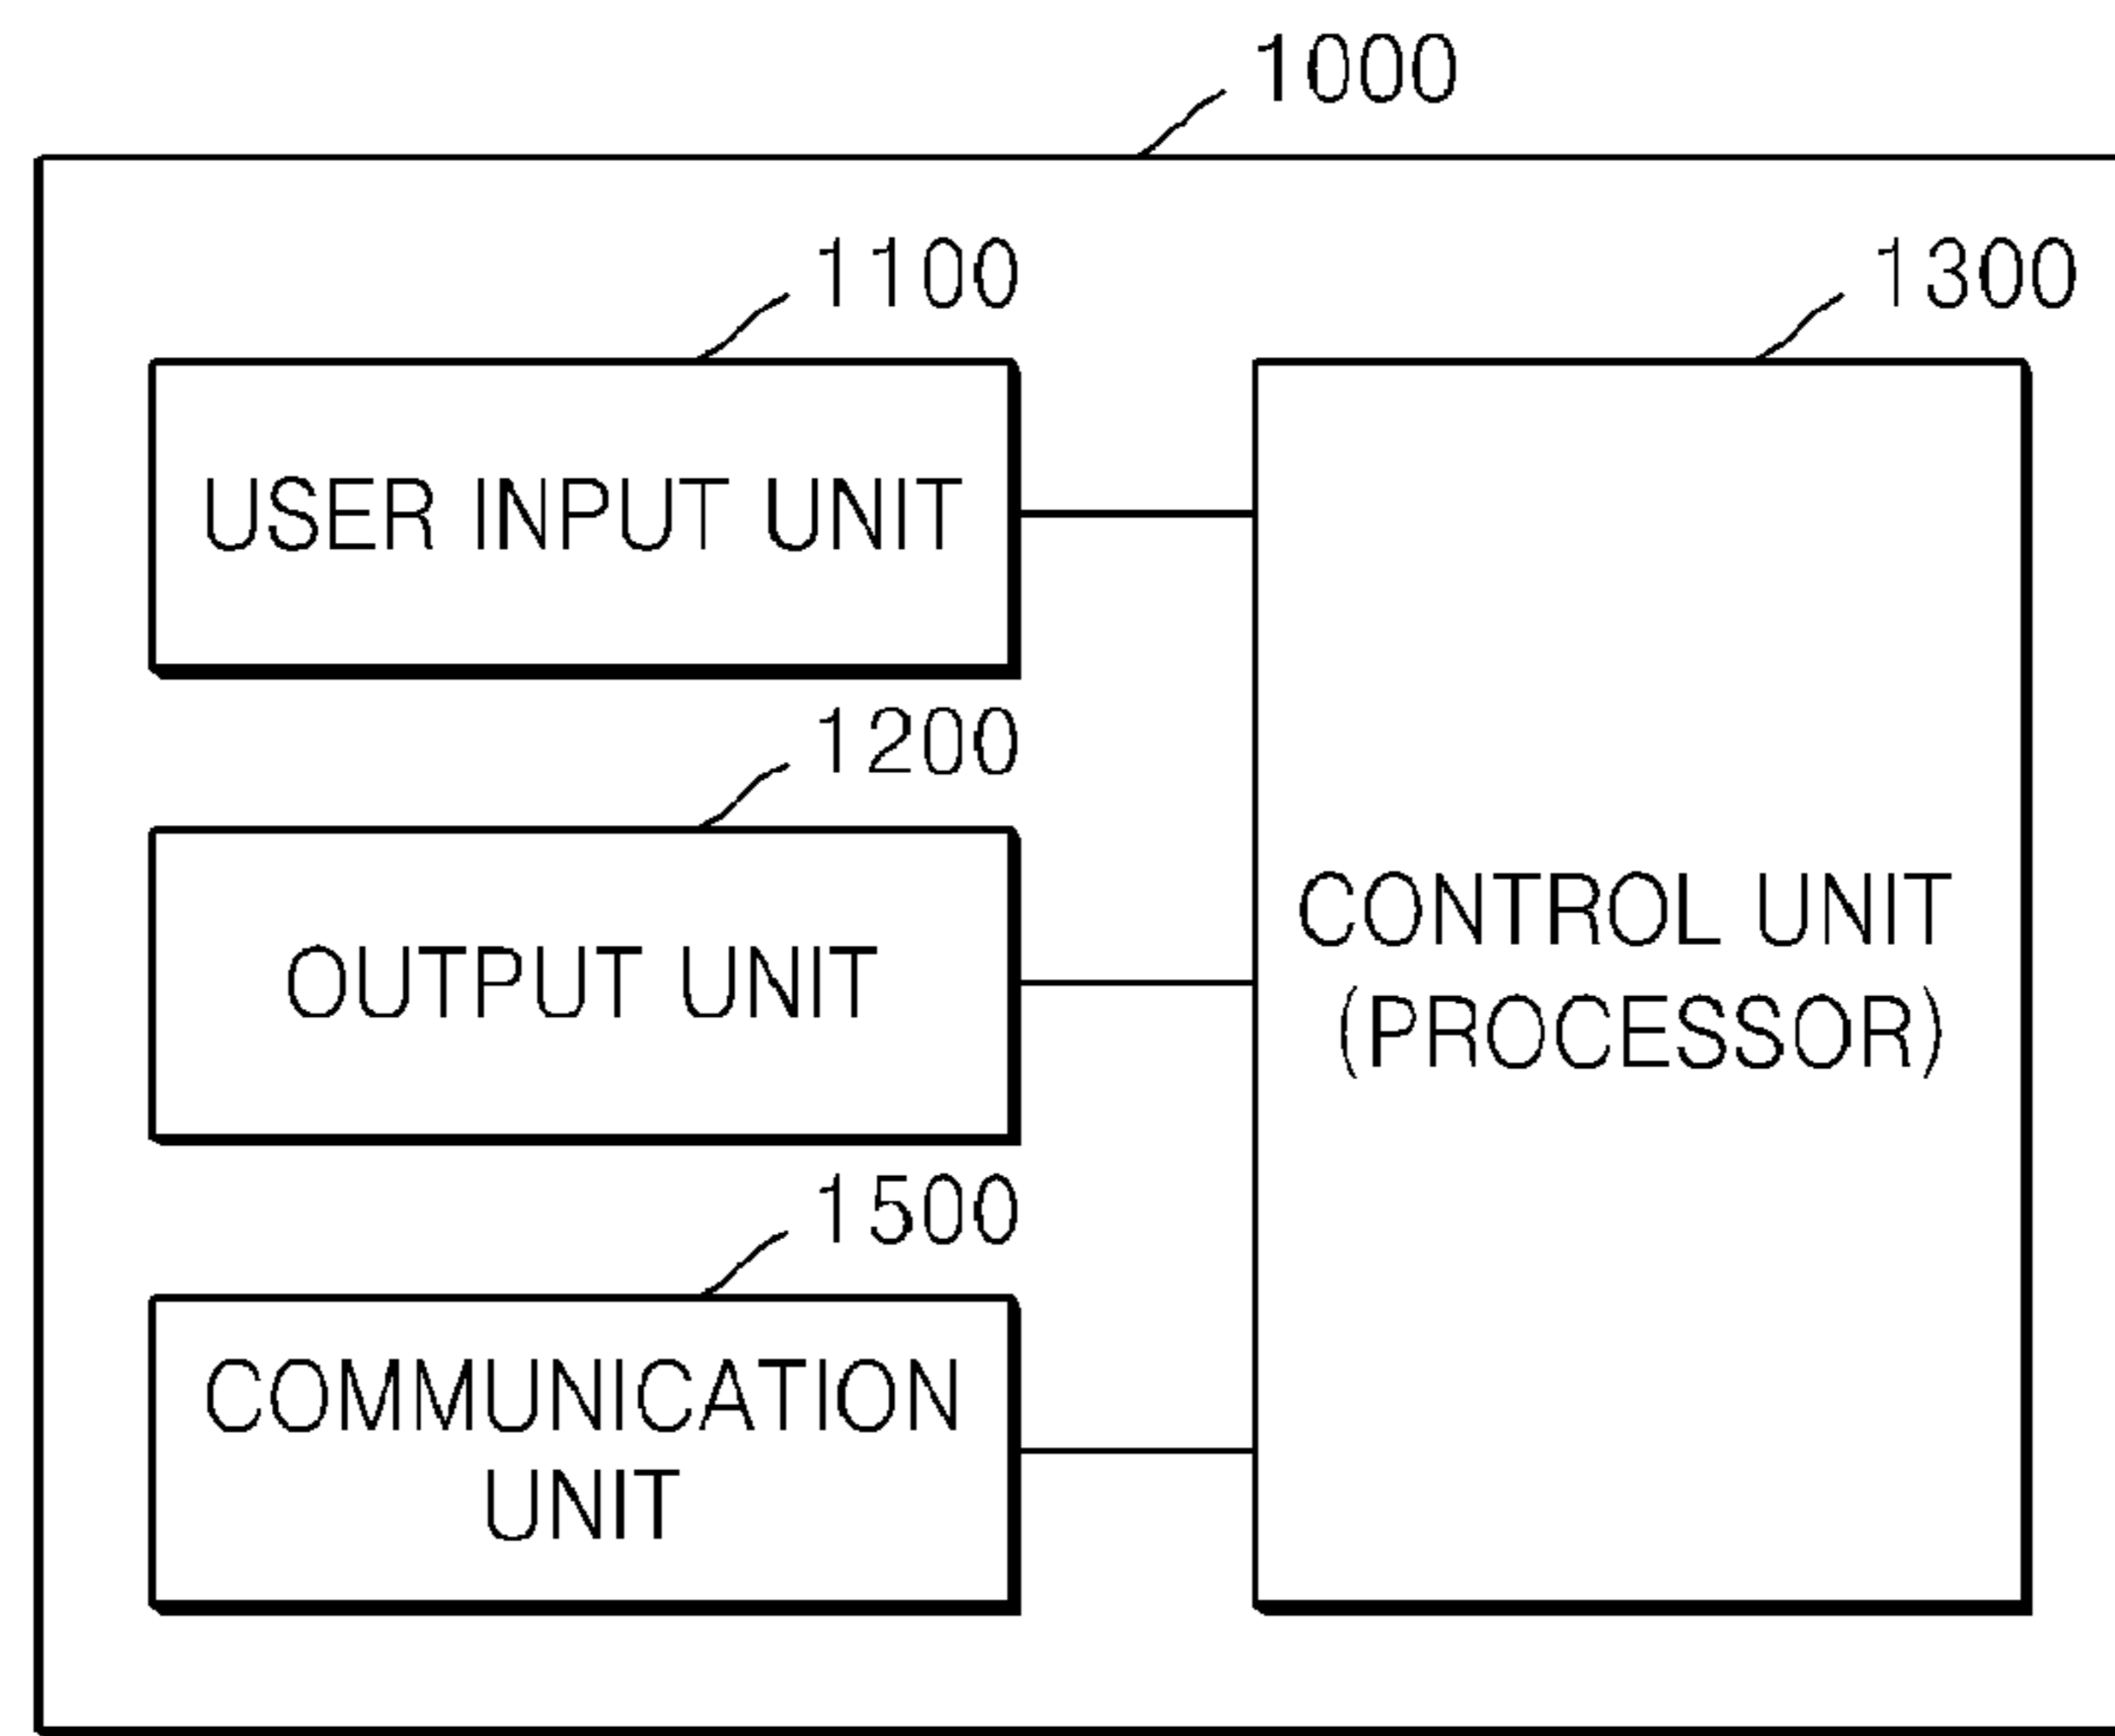 1000
1100
1300
USER INPUT UNIT
1200
OUTPUT UNIT
CONTROL UNIT
(PROCESSOR)
1500
COMMUNICATION
UNIT